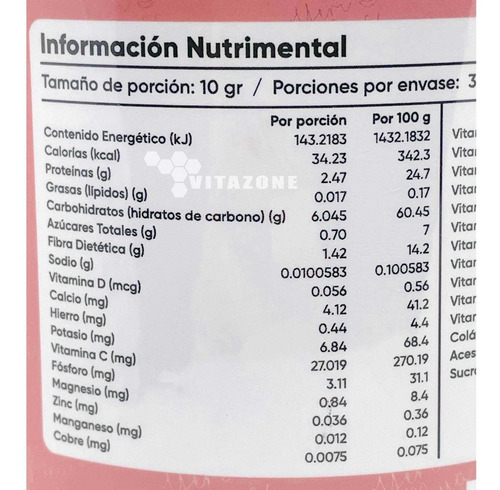 Información Nutrimental
Tamaño de porción: 10 gr / Porciones por envase:
Por porción Por 100 g
Contenido Energético (kJ) 143.2183 1432.1832
Calorías (kcal) 34.23 342.3
Proteínas (g) 2.47 24.7
Grasas (lípidos) (g) 0.017 0.17
Carbohidratos (hidratos de carbono) (g) 6.045 60.45
Azúcares Totales (g) 0.70 7
Fibra Dietética (g) 1.42 14.2
Sodio (g) 0.0100583 0.100583
Vitamina D (mcg) 0.056 0.56
Calcio (mg) 4.12 41.2
Hierro (mg) 0.44 4.4
Potasio (mg) 6.84 68.4
Vitamina C (mg) 27.019 270.19
Fósforo (mg) 3.11 31.1
Magnesio (mg) 0.84 8.4
Zinc (mg) 0.036 0.36
Manganeso (mg) 0.012 0.12
Cobre (mg) 0.0075 0.075
VITAZONE